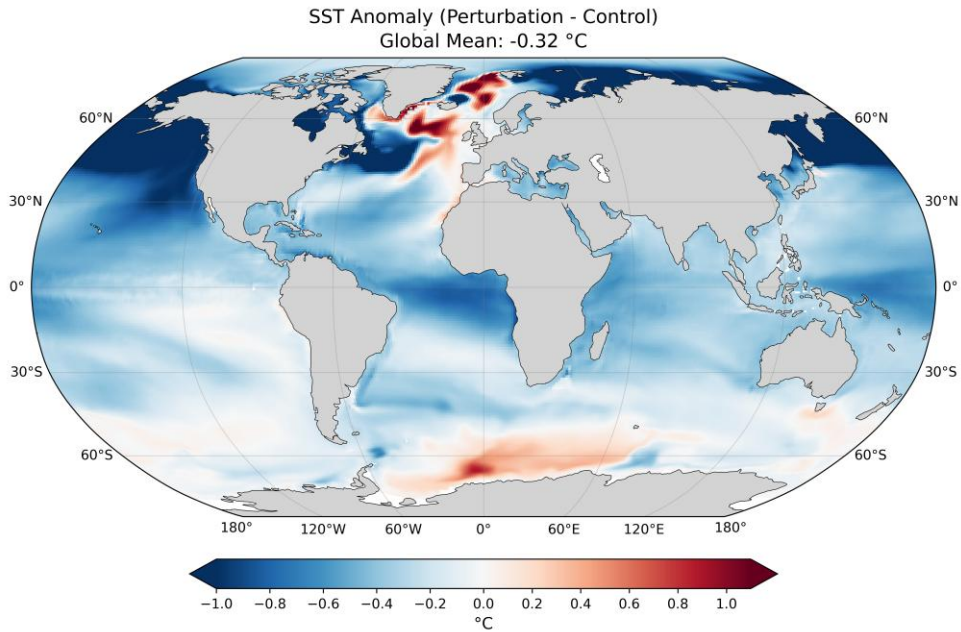 SST Anomaly (Perturbation - Control)
Global Mean: -0.32 °C
60°N 60°N
30°N 30°N
0° 0°
30°S 30°S
60°S 60°S
180° 120°W 60°W 0° 60°E 120°E 180°
−1.0 −0.8 −0.6 −0.4 −0.2 0.0 0.2 0.4 0.6 0.8 1.0
°C